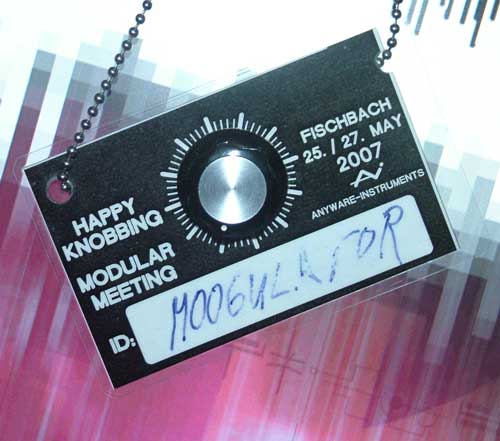 HAPPY
KNOBBING
MODULAR
MEETING
FISCHBACH
25. / 27. MAY
2007
ANYWARE-INSTRUMENTS
ID: MOOGULATOR